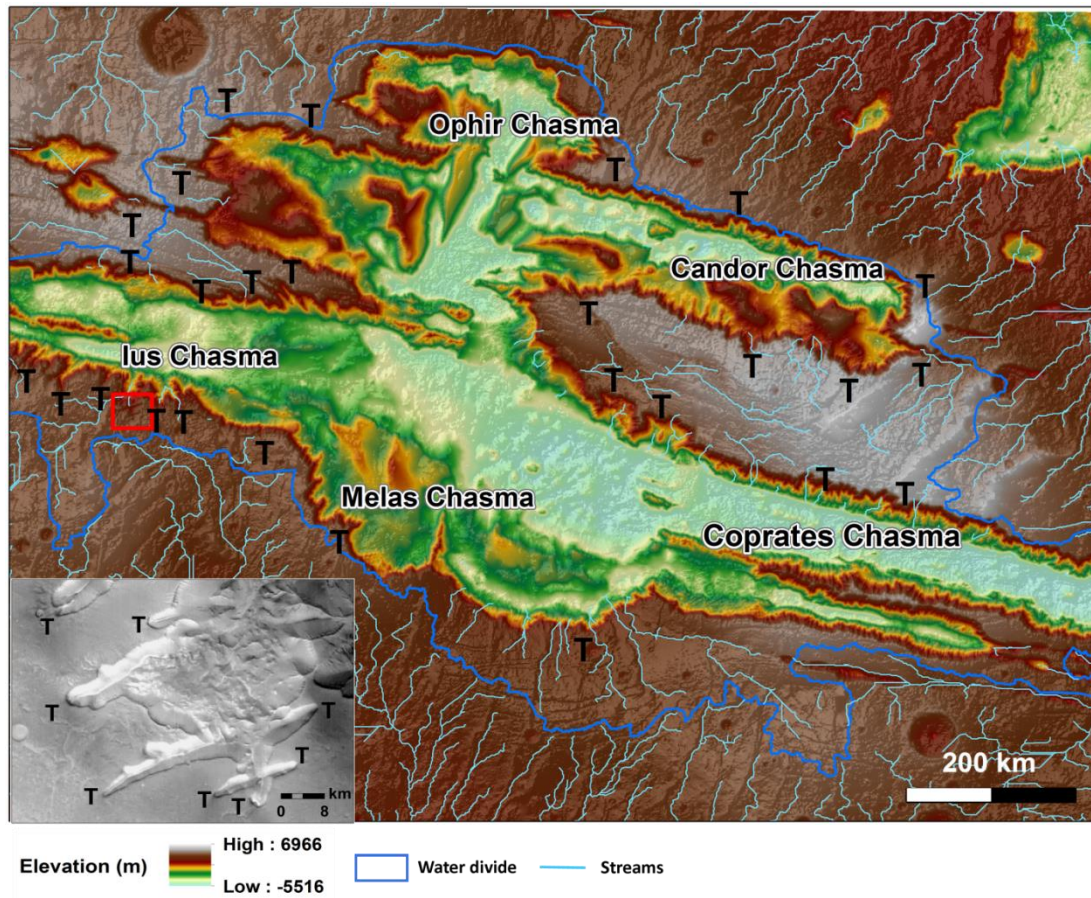 T
T
Ophir Chasma
T
T
T
T
T
Candor Chasma
T
T
T
T
T
Ius Chasma
T
T
T
T
T
T
T
T
T
T
T
T
Melas Chasma
T
T
Coprates Chasma
T
T
T
T
T
T
T
T
T
km
0 8
200 km
Elevation (m)
High : 6966
Low : -5516
Water divide
Streams